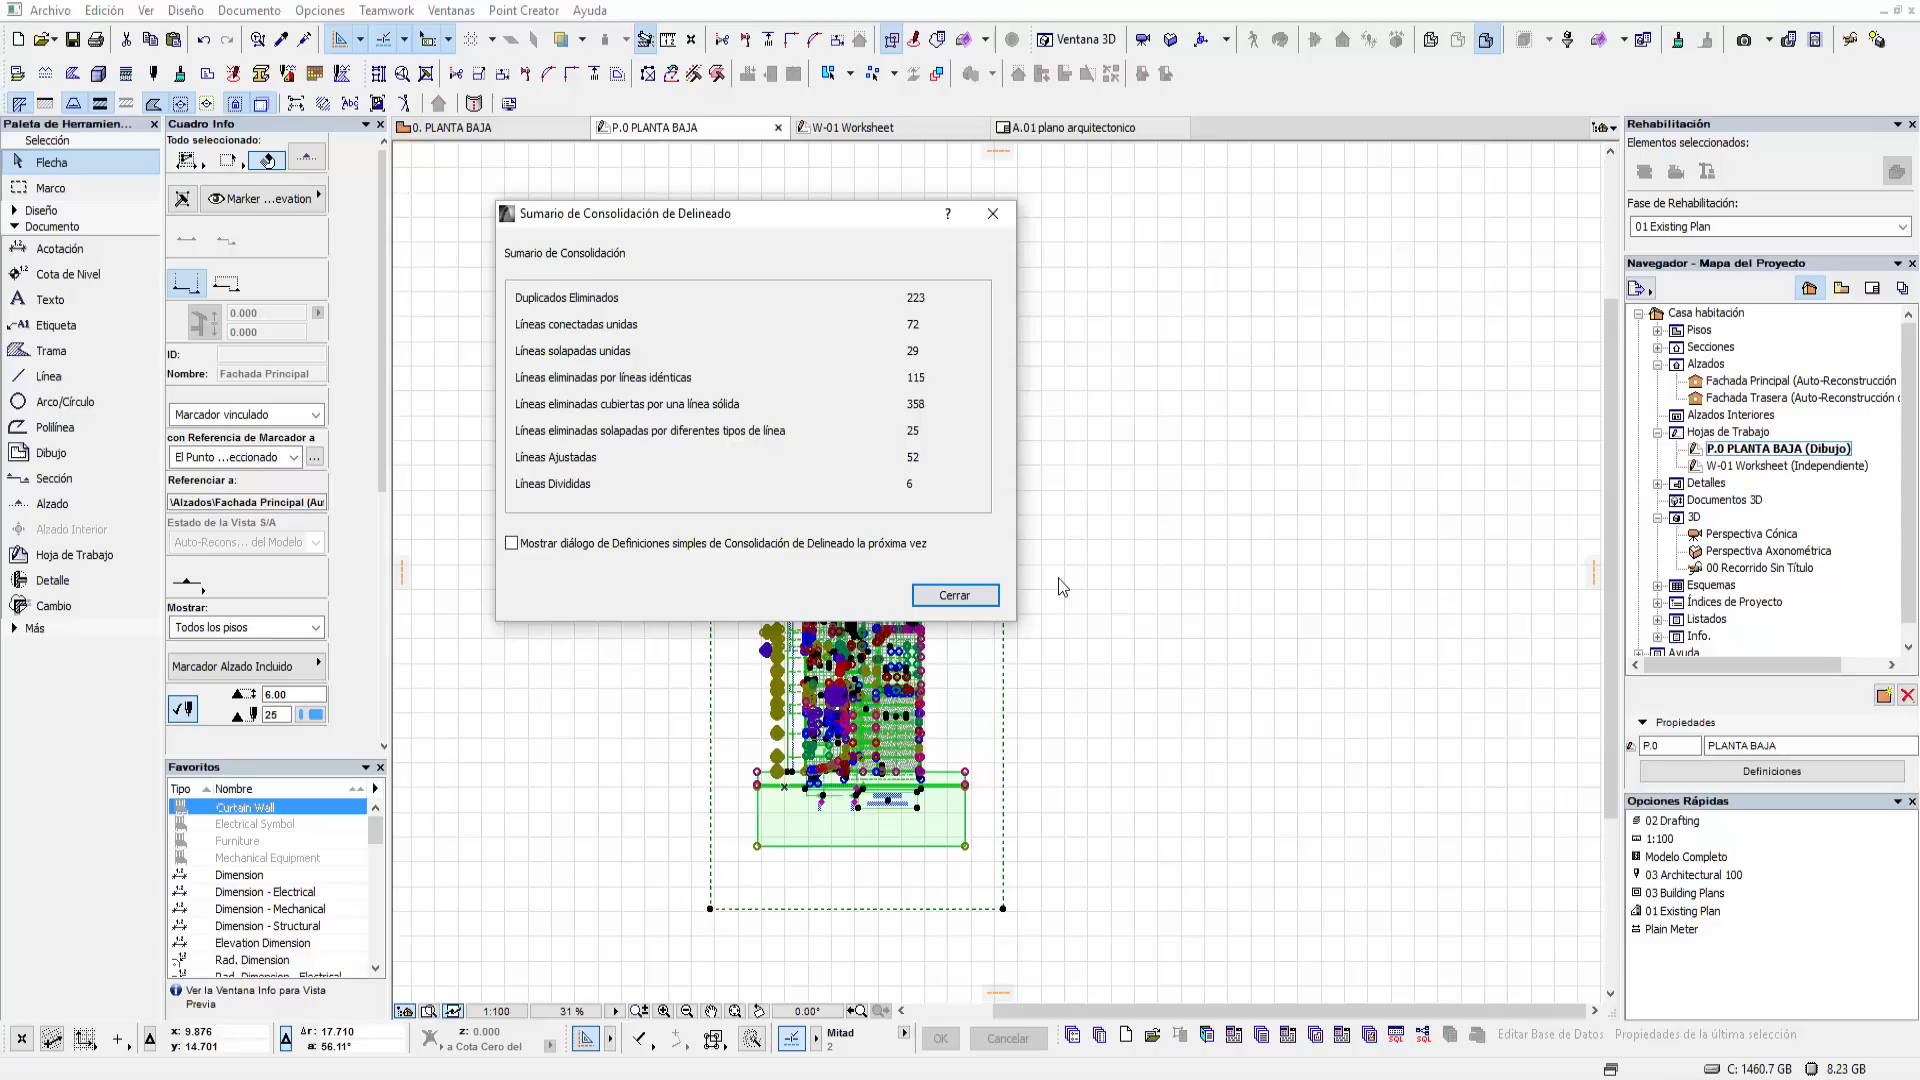 Archivo Edición Ver Diseño Documento Opciones Teamwork Ventanas Point Creator Ayuda
Ventana 3D
Paleta de Herramien...
Selección
Flecha
Marco
Diseño
Documento
Acotación
Cota de Nivel
Texto
Etiqueta
Trama
Línea
Arco/Círculo
Polilínea
Dibujo
Sección
Alzado
Alzado Interior
Hoja de Trabajo
Detalle
Cambio
Más
Cuadro Info
Todo seleccionado:
Marker ...evation
0.000
0.000
ID:
Nombre: Fachada Principal
Marcador vinculado
con Referencia de Marcador a
El Punto ...eccionado
Referenciar a:
\Alzados\Fachada Principal (Au
Estado de la Vista S/A
Auto-Recons... del Modelo
Mostrar:
Todos los pisos
Marcador Alzado Incluido
6.00
25
Favoritos
Tipo Nombre
Curtain Wall
Electrical Symbol
Furniture
Mechanical Equipment
Dimension
Dimension - Electrical
Dimension - Mechanical
Dimension - Structural
Elevation Dimension
Rad. Dimension
Rad. Dimension - Electrical
Ver la Ventana Info para Vista
Previa
0. PLANTA BAJA
P.0 PLANTA BAJA
W-01 Worksheet
A.01 plano arquitectonico
Sumario de Consolidación de Delineado
?
Sumario de Consolidación
Duplicados Eliminados 223
Líneas conectadas unidas 72
Líneas solapadas unidas 29
Líneas eliminadas por líneas idénticas 115
Líneas eliminadas cubiertas por una línea sólida 358
Líneas eliminadas solapadas por diferentes tipos de línea 25
Líneas Ajustadas 52
Líneas Divididas 6
Mostrar diálogo de Definiciones simples de Consolidación de Delineado la próxima vez
Cerrar
Rehabilitación
Elementos seleccionados:
Fase de Rehabilitación:
01 Existing Plan
Navegador - Mapa del Proyecto
Casa habitación
Pisos
Secciones
Alzados
Fachada Principal (Auto-Reconstrucción
Fachada Trasera (Auto-Reconstrucción d
Alzados Interiores
Hojas de Trabajo
P.0 PLANTA BAJA (Dibujo)
W-01 Worksheet (Independiente)
Detalles
Documentos 3D
3D
Perspectiva Cónica
Perspectiva Axonométrica
00 Recorrido Sin Título
Esquemas
Índices de Proyecto
Listados
Info.
Ayuda
Propiedades
P.0 PLANTA BAJA
Definiciones
Opciones Rápidas
02 Drafting
1:100
Modelo Completo
03 Architectural 100
03 Building Plans
01 Existing Plan
Plain Meter
1:100 31 % 0.00°
x: 9.876
y: 14.701
Δr: 17.710
a: 56.11°
z: 0.000
a Cota Cero del
Mitad
2
OK
Cancelar
Editar Base de Datos
Propiedades de la última selección
C: 1460.7 GB 8.23 GB